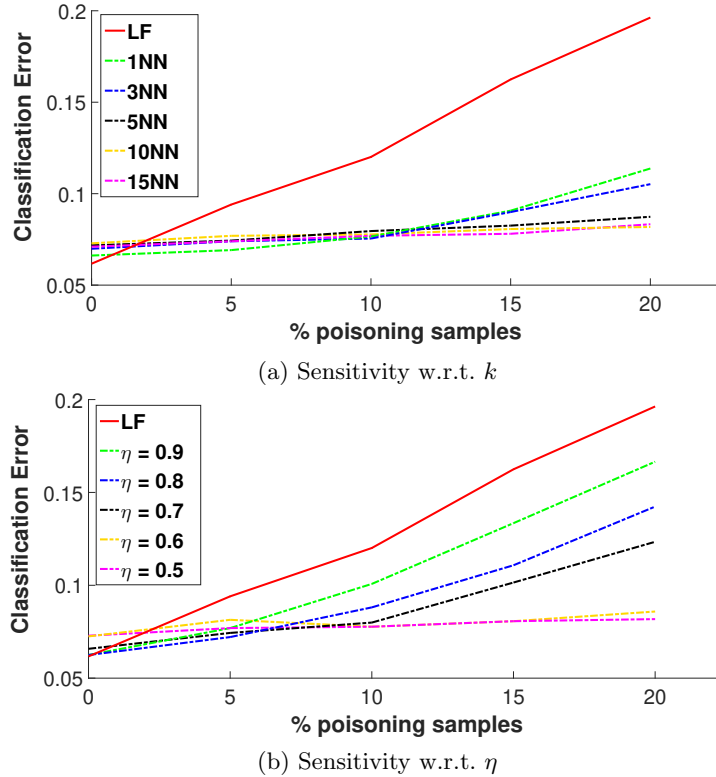 0.2
0.15
0.1
0.05
Classification Error
LF
1NN
3NN
5NN
10NN
15NN
0 5 10 15 20
% poisoning samples
(a) Sensitivity w.r.t. k
0.2
0.15
0.1
0.05
Classification Error
LF
η = 0.9
η = 0.8
η = 0.7
η = 0.6
η = 0.5
0 5 10 15 20
% poisoning samples
(b) Sensitivity w.r.t. η